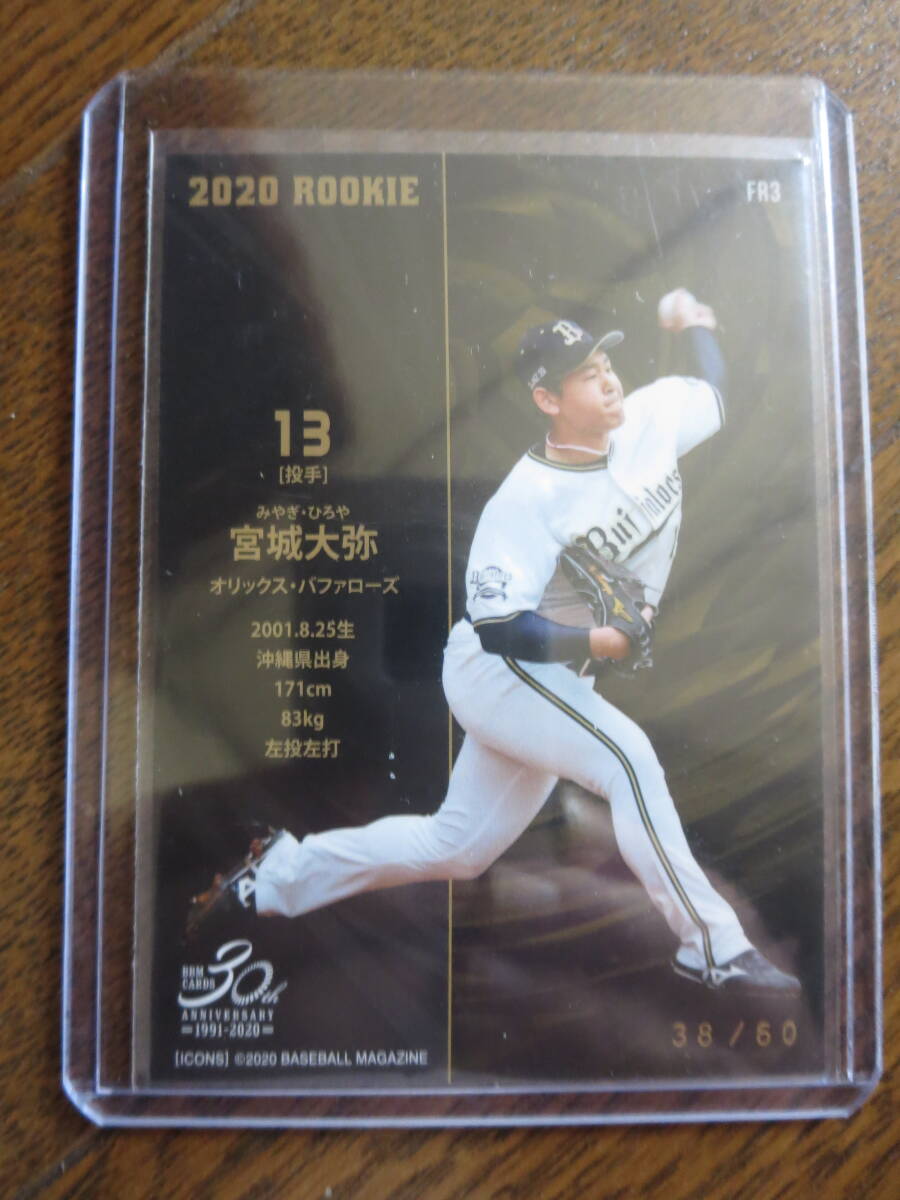 2020 ROOKIE
FR3
13
[投手]
みやぎ・ひろや
宮城大弥
オリックス・バファローズ
2001.8.25生
沖縄県出身
171cm
83kg
左投左打
B
Buffaloes
BBM
CARDS
30th
ANNIVERSARY
1991-2020
[ICONS] ©2020 BASEBALL MAGAZINE
38/60